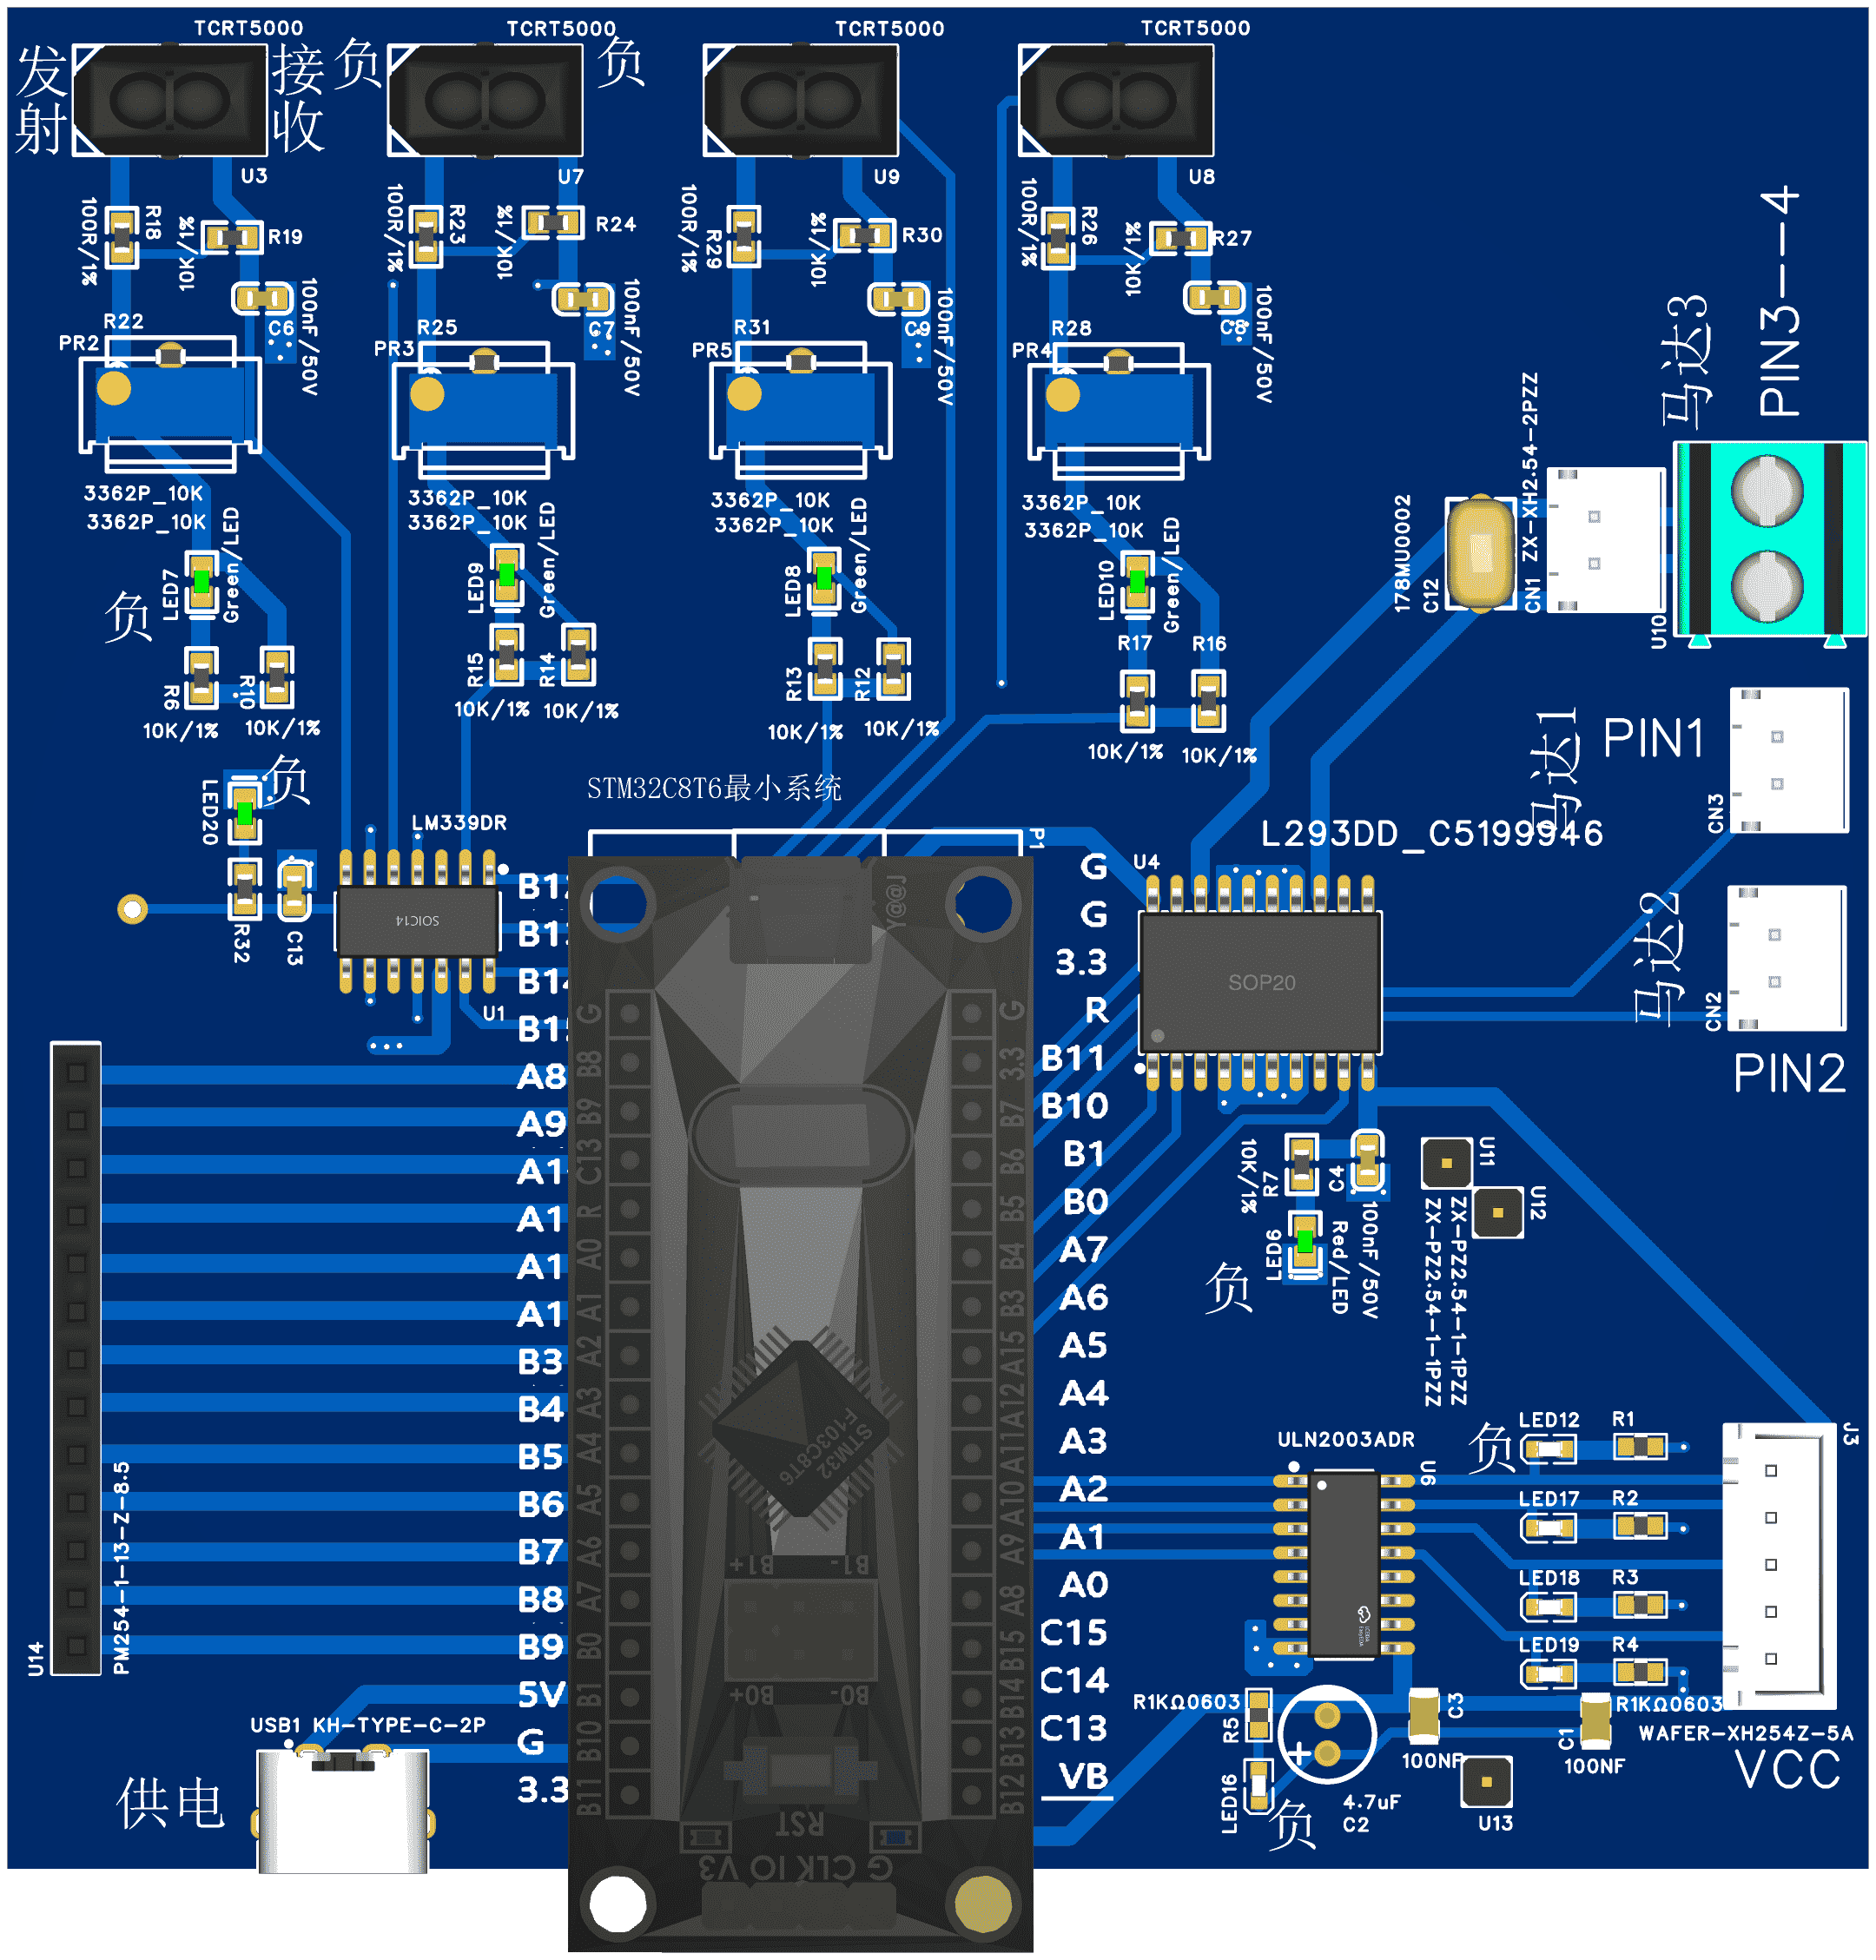 TCRT5000
TCRT5000
TCRT5000
TCRT5000
发射
接收
负
负
U3
U7
U9
U8
100R/1%
R18
10K/1%
R19
100R/1%
R23
10K/1%
R24
100R/1%
R29
10K/1%
R30
100R/1%
R26
10K/1%
R27
C6
100nF/50V
C7
100nF/50V
C9
100nF/50V
C8
100nF/50V
R22
PR2
R25
PR3
R31
PR5
R28
PR4
马达3
PIN3--4
3362P_10K
3362P_10K
3362P_10K
3362P_10K
3362P_10K
3362P_10K
3362P_10K
3362P_10K
178MU0002
C12
ZX-XH2.54-2PZZ
CN1
U10
负
LED7
Green/LED
LED9
Green/LED
LED8
Green/LED
LED10
Green/LED
R9
R10
R15
R14
R13
R12
R17
R16
10K/1%
10K/1%
10K/1%
10K/1%
10K/1%
10K/1%
10K/1%
10K/1%
马达1
PIN1
CN3
负
LED20
STM32C8T6最小系统
LM339DR
P1
L293DD_C5199946
U4
R32
C13
SOIC14
U1
SOP20
马达2
CN2
PIN2
B1
B1
B14
B1
A8
A9
A1
A1
A1
A1
B3
B4
B5
B6
B7
B8
B9
5V
G
3.3
Y@@J
G
B8
B9
C13
R
A0
A1
A2
A3
A4
A5
A6
A7
B0
B1
B10
B11
G
3.3
B7
B6
B5
B4
B3
A15
A12
A11
A10
A9
A8
B15
B14
B13
B12
STM32
F103C8T6
B1+
B1-
B0+
B0-
RST
G CLK IO V3
G
G
3.3
R
B11
B10
B1
B0
A7
A6
A5
A4
A3
A2
A1
A0
C15
C14
C13
VB
10K/1%
R7
C4
100nF/50V
LED6
Red/LED
负
U11
ZX-PZ2.54-1-1PZZ
U12
ZX-PZ2.54-1-1PZZ
ULN2003ADR
U6
负
LED12
R1
LED17
R2
LED18
R3
LED19
R4
J3
R1KΩ0603
R5
LED16
负
4.7uF
C2
C3
100NF
C1
100NF
R1KΩ0603
WAFER-XH254Z-5A
VCC
U13
U14
PM254-1-13-Z-8.5
USB1 KH-TYPE-C-2P
供电